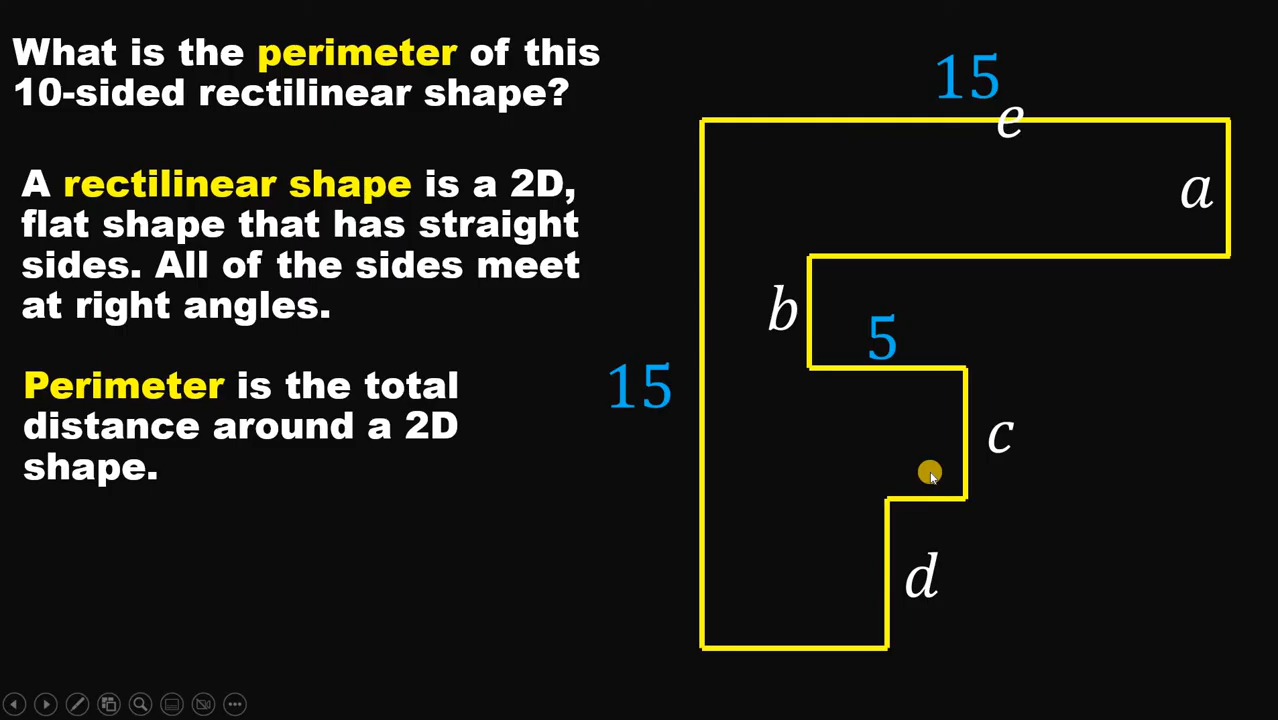 What is the perimeter of this
10-sided rectilinear shape?
A rectilinear shape is a 2D,
flat shape that has straight
sides. All of the sides meet
at right angles.
Perimeter is the total
distance around a 2D
shape.
15
e
a
b
5
15
c
d